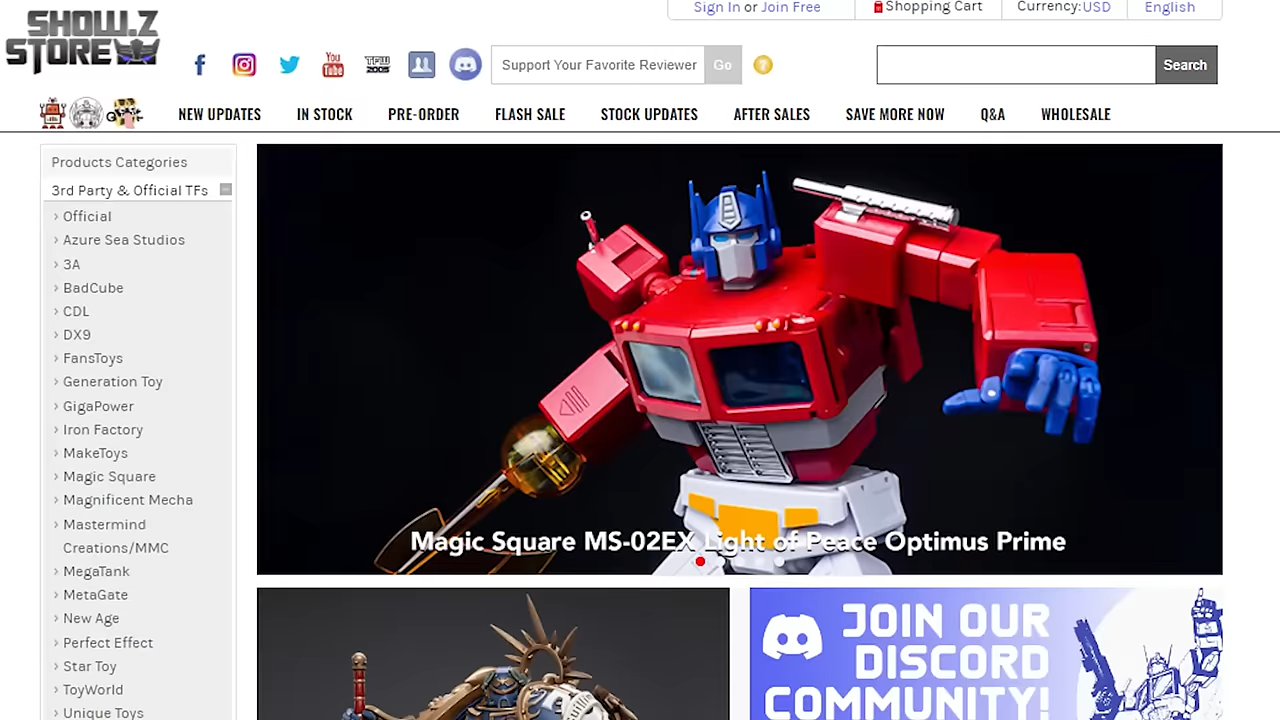 SHOW.Z
STORE
Sign In or Join Free
Shopping Cart
Currency:USD
English
You
Tube
TFW
2005
Support Your Favorite Reviewer
Go
?
Search
NEW UPDATES
IN STOCK
PRE-ORDER
FLASH SALE
STOCK UPDATES
AFTER SALES
SAVE MORE NOW
Q&A
WHOLESALE
Products Categories
3rd Party & Official TFs
Official
Azure Sea Studios
3A
BadCube
CDL
DX9
FansToys
Generation Toy
GigaPower
Iron Factory
MakeToys
Magic Square
Magnificent Mecha
Mastermind
Creations/MMC
MegaTank
MetaGate
New Age
Perfect Effect
Star Toy
ToyWorld
Unique Toys
Magic Square MS-02EX Light of Peace Optimus Prime
JOIN OUR
DISCORD
COMMUNITY!